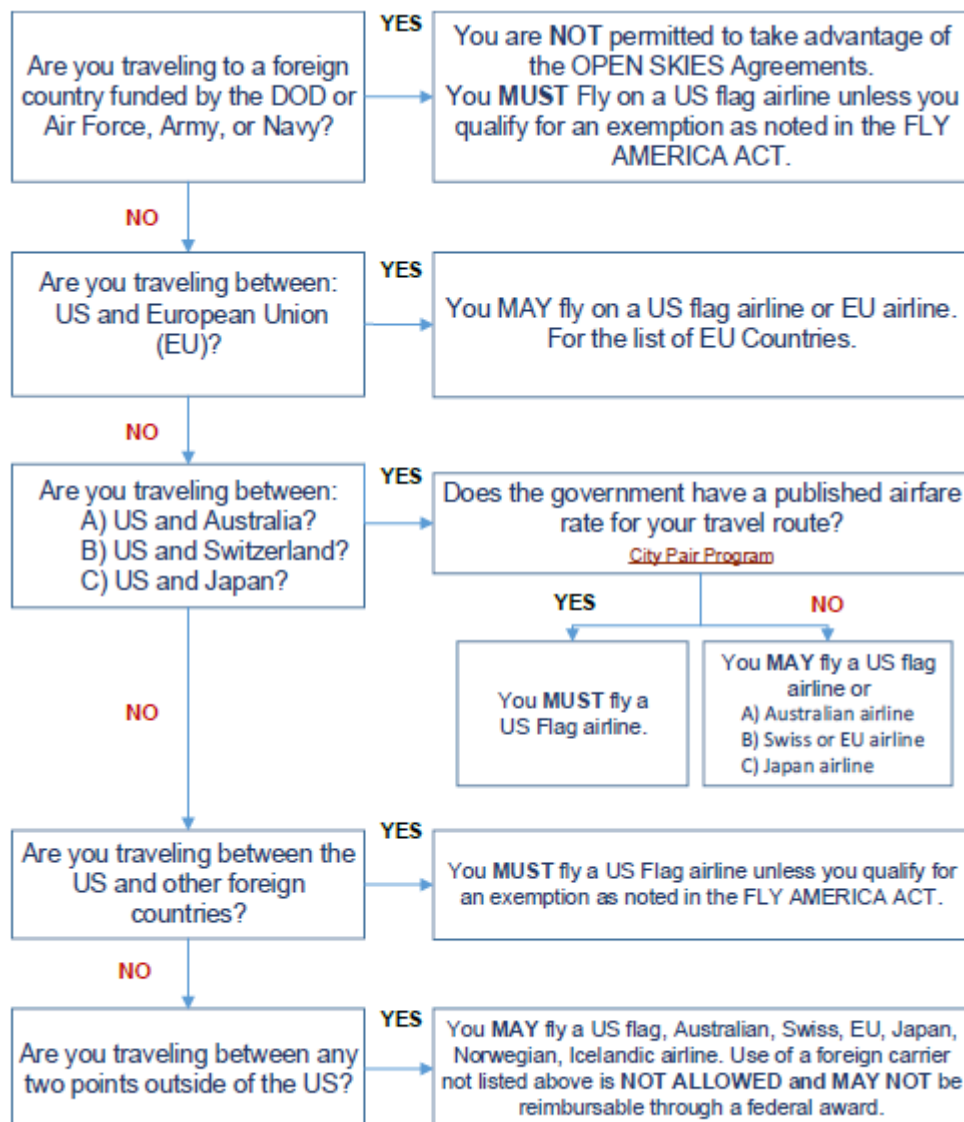 Are you traveling to a foreign
country funded by the DOD or
Air Force, Army, or Navy?
YES
You are NOT permitted to take advantage of
the OPEN SKIES Agreements.
You MUST Fly on a US flag airline unless you
qualify for an exemption as noted in the FLY
AMERICA ACT.
NO
Are you traveling between:
US and European Union
(EU)?
YES
You MAY fly on a US flag airline or EU airline.
For the list of EU Countries.
NO
Are you traveling between:
A) US and Australia?
B) US and Switzerland?
C) US and Japan?
YES
Does the government have a published airfare
rate for your travel route?
City Pair Program
YES
You MUST fly a
US Flag airline.
NO
You MAY fly a US flag
airline or
A) Australian airline
B) Swiss or EU airline
C) Japan airline
NO
Are you traveling between the
US and other foreign
countries?
YES
You MUST fly a US Flag airline unless you qualify for
an exemption as noted in the FLY AMERICA ACT.
NO
Are you traveling between any
two points outside of the US?
YES
You MAY fly a US flag, Australian, Swiss, EU, Japan,
Norwegian, Icelandic airline. Use of a foreign carrier
not listed above is NOT ALLOWED and MAY NOT be
reimbursable through a federal award.